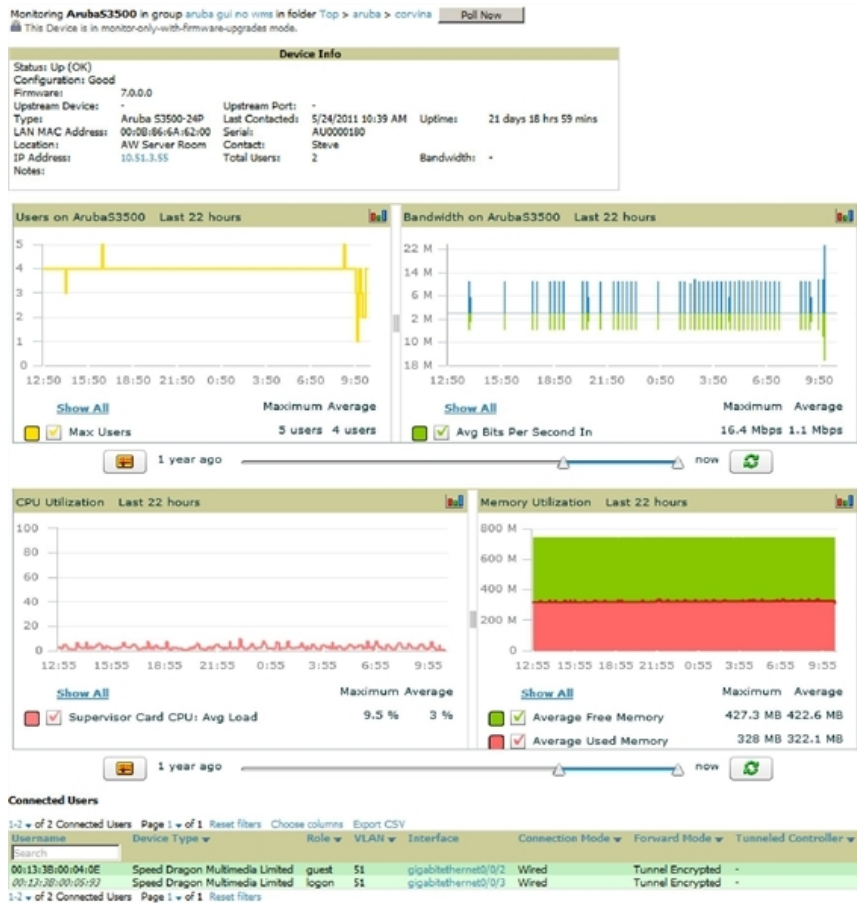 Monitoring ArubaS3500 in group aruba gui no wms in folder Top > aruba > corvina Poll Now
This Device is in monitor-only-with-firmware-upgrades mode.
Device Info
Status: Up (OK)
Configuration: Good
Firmware: 7.0.0.0
Upstream Device: - Upstream Port: -
Type: Aruba S3500-24P Last Contacted: 5/24/2011 10:39 AM Uptime: 21 days 18 hrs 59 mins
LAN MAC Address: 00:0B:86:6A:62:00 Serial: AU0000180
Location: AW Server Room Contact: Steve
IP Address: 10.51.3.55 Total Users: 2 Bandwidth: -
Notes:
Users on ArubaS3500 Last 22 hours
5
4
3
2
1
0
12:50 15:50 18:50 21:50 0:50 3:50 6:50 9:50
Show All Maximum Average
Max Users 5 users 4 users
Bandwidth on ArubaS3500 Last 22 hours
22 M
14 M
6 M
2 M
10 M
18 M
12:50 15:50 18:50 21:50 0:50 3:50 6:50 9:50
Show All Maximum Average
Avg Bits Per Second In 16.4 Mbps 1.1 Mbps
1 year ago now
CPU Utilization Last 22 hours
100
80
60
40
20
0
12:55 15:55 18:55 21:55 0:55 3:55 6:55 9:55
Show All Maximum Average
Supervisor Card CPU: Avg Load 9.5 % 3 %
Memory Utilization Last 22 hours
800 M
600 M
400 M
200 M
0
12:55 15:55 18:55 21:55 0:55 3:55 6:55 9:55
Show All Maximum Average
Average Free Memory 427.3 MB 422.6 MB
Average Used Memory 328 MB 322.1 MB
1 year ago now
Connected Users
1-2 of 2 Connected Users Page 1 of 1 Reset filters Choose columns Export CSV
Username Device Type Role VLAN Interface Connection Mode Forward Mode Tunneled Controller
Search
00:13:3B:00:04:0E Speed Dragon Multimedia Limited guest 51 gigabitethernet0/0/2 Wired Tunnel Encrypted -
00:13:3B:00:05:93 Speed Dragon Multimedia Limited logon 51 gigabitethernet0/0/3 Wired Tunnel Encrypted -
1-2 of 2 Connected Users Page 1 of 1 Reset filters